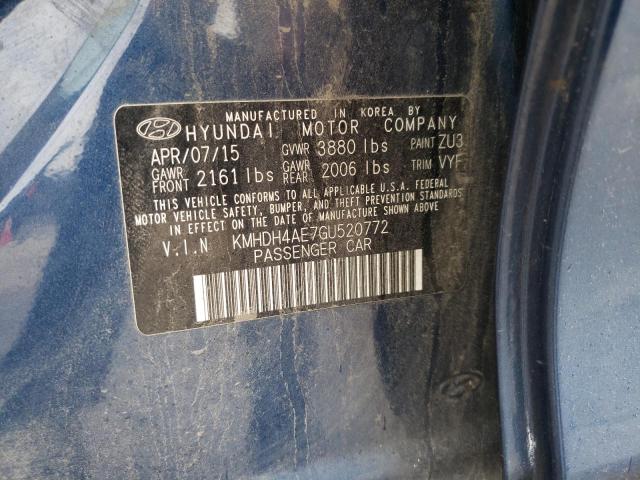 MANUFACTURED IN KOREA BY
HYUNDAI MOTOR COMPANY
APR/07/15 GVWR 3880 lbs PAINT ZU3
GAWR FRONT 2161 lbs GAWR REAR 2006 lbs TRIM VYF
THIS VEHICLE CONFORMS TO ALL APPLICABLE U.S.A. FEDERAL
MOTOR VEHICLE SAFETY, BUMPER, AND THEFT PREVENTION STANDARDS
IN EFFECT ON THE DATE OF MANUFACTURE SHOWN ABOVE.
V.I.N KMHDH4AE7GU520772
PASSENGER CAR